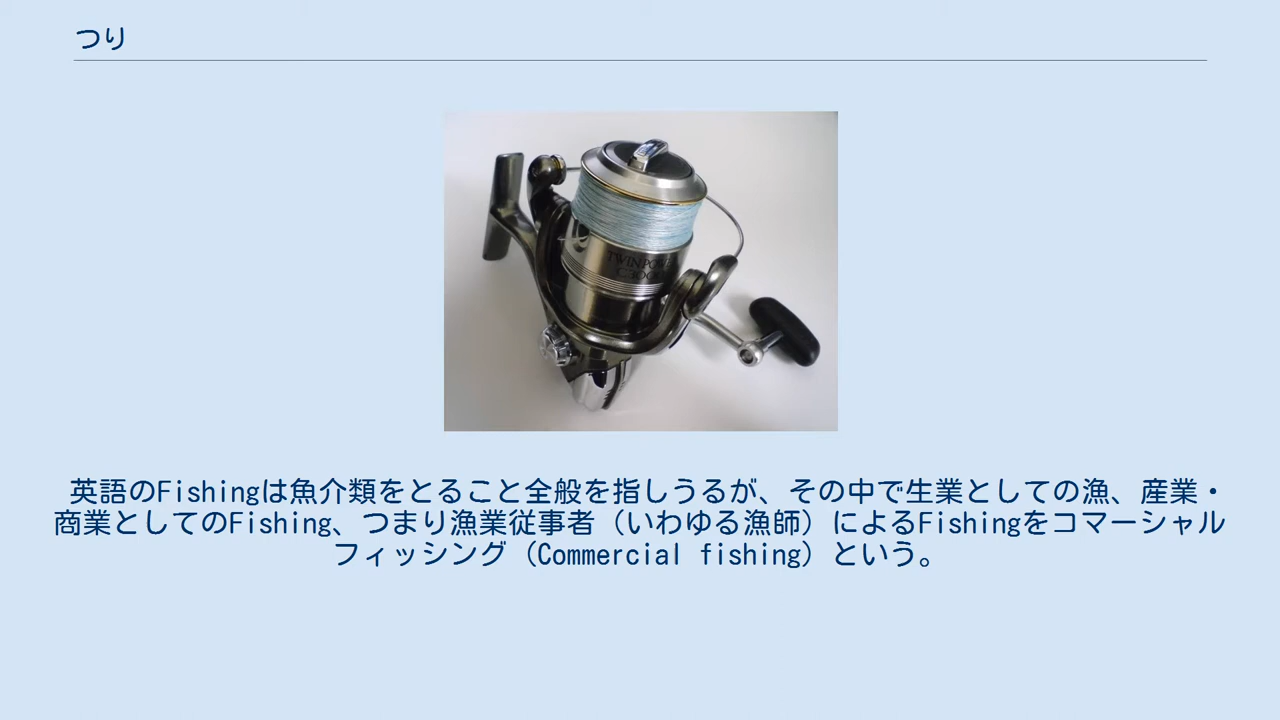 つり
TWINPOWER
C3000
英語のFishingは魚介類をとること全般を指しうるが、その中で生業としての漁、産業・
商業としてのFishing、つまり漁業従事者（いわゆる漁師）によるFishingをコマーシャル
フィッシング（Commercial fishing）という。